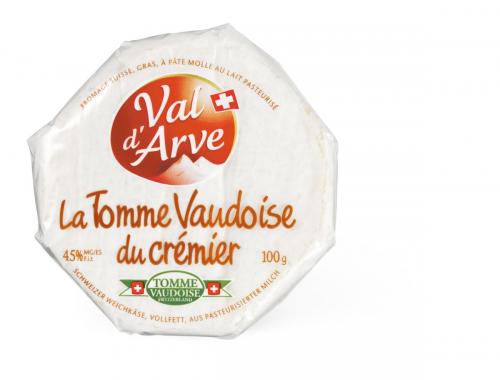 FROMAGE SUISSE, GRAS, À PÂTE MOLLE AU LAIT PASTEURISÉ
Val
d'Arve
La Tomme Vaudoise
du crémier
45% MG/ES
F.i.t.
100g
TOMME
VAUDOISE
SWITZERLAND
SCHWEIZER WEICHKÄSE, VOLLFETT, AUS PASTEURISIERTER MILCH